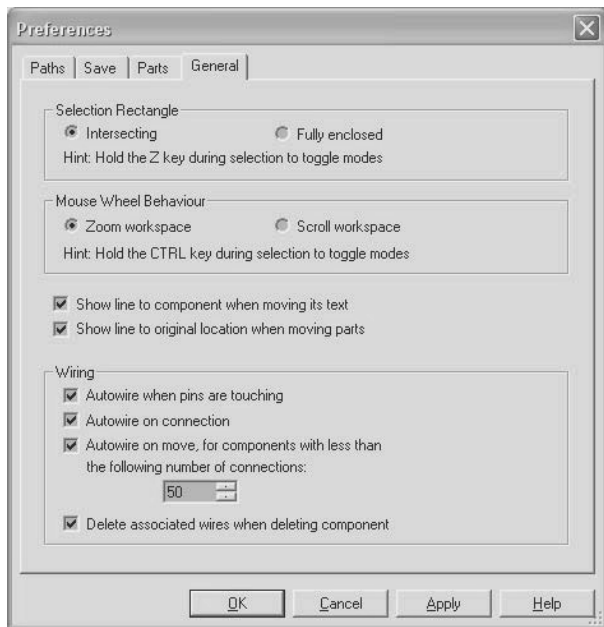 Preferences
Paths Save Parts General
Selection Rectangle
Intersecting Fully enclosed
Hint: Hold the Z key during selection to toggle modes
Mouse Wheel Behaviour
Zoom workspace Scroll workspace
Hint: Hold the CTRL key during selection to toggle modes
Show line to component when moving its text
Show line to original location when moving parts
Wiring
Autowire when pins are touching
Autowire on connection
Autowire on move, for components with less than
the following number of connections:
50
Delete associated wires when deleting component
OK Cancel Apply Help